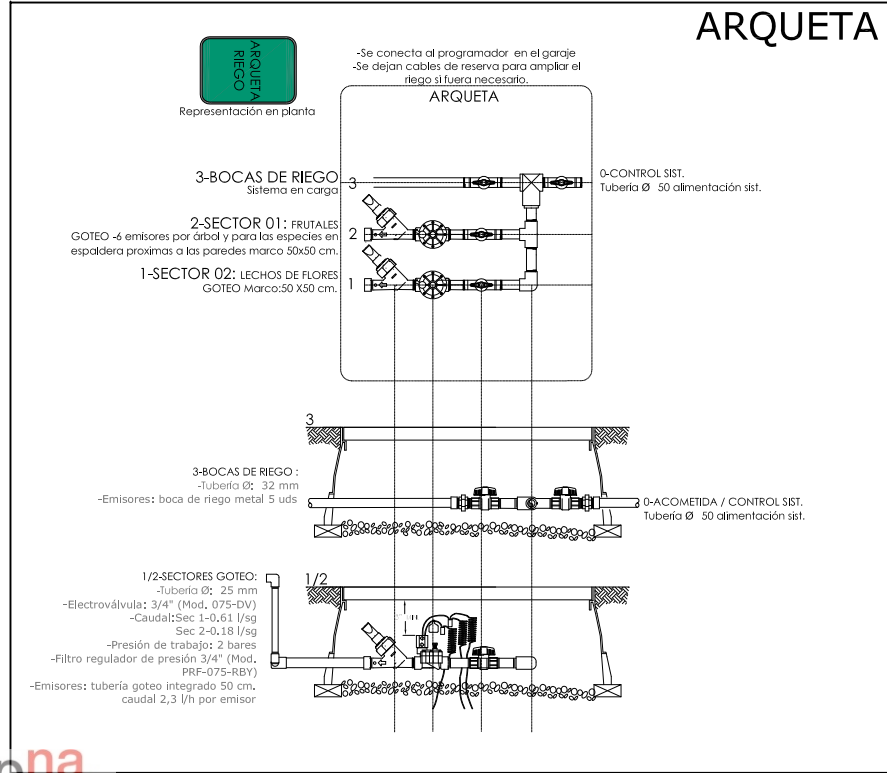 ARQUETA
ARQUETA
RIEGO
Representación en planta
-Se conecta al programador en el garaje
-Se dejan cables de reserva para ampliar el
riego si fuera necesario.
ARQUETA
3-BOCAS DE RIEGO
Sistema en carga
3
0-CONTROL SIST.
Tuberia Ø 50 alimentación sist.
2-SECTOR 01: FRUTALES
GOTEO -6 emisores por árbol y para las especies en
espaldera proximas a las paredes marco 50x50 cm.
2
1-SECTOR 02: LECHOS DE FLORES
GOTEO Marco:50 X50 cm.
1
3
3-BOCAS DE RIEGO :
-Tubería Ø: 32 mm
-Emisores: boca de riego metal 5 uds
0-ACOMETIDA / CONTROL SIST.
Tubería Ø 50 alimentación sist.
1/2
1/2-SECTORES GOTEO:
-Tuberia Ø: 25 mm
-Electroválvula: 3/4" (Mod. 075-DV)
-Caudal:Sec 1-0.61 l/sg
Sec 2-0.18 l/sg
-Presión de trabajo: 2 bares
-Filtro regulador de presión 3/4" (Mod.
PRF-075-RBY)
-Emisores: tubería goteo integrado 50 cm.
caudal 2,3 l/h por emisor
na